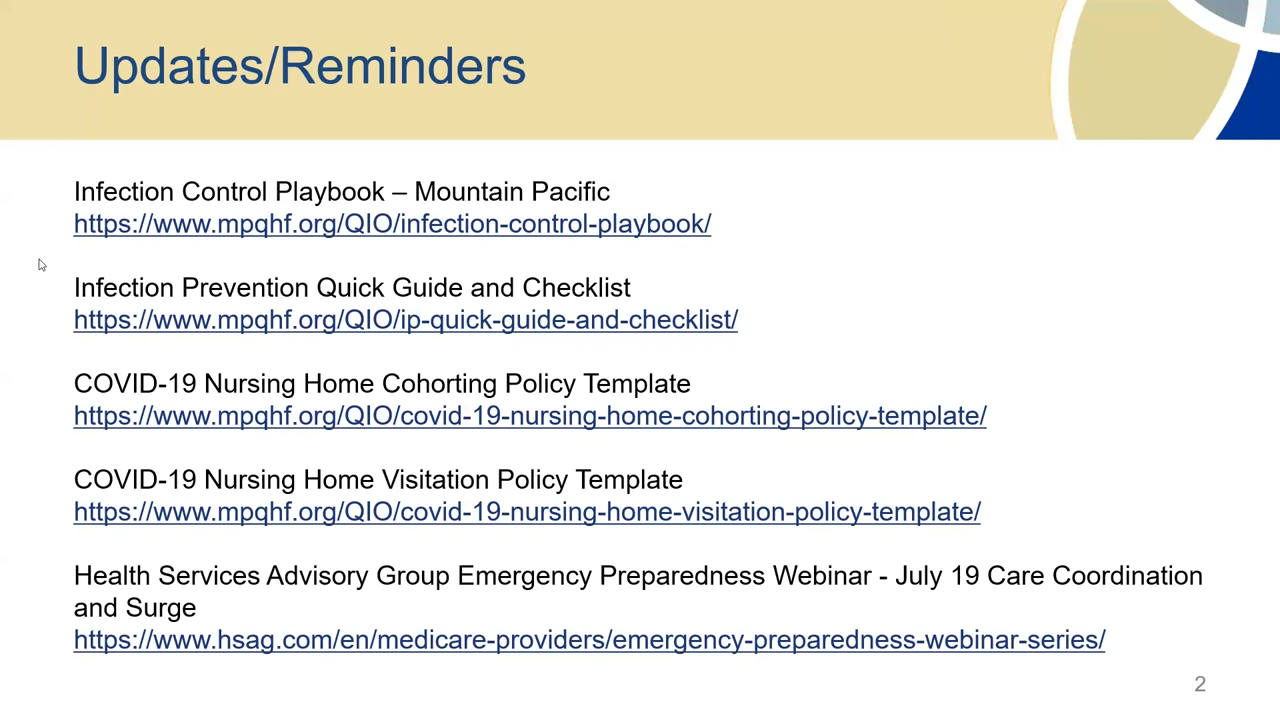 Updates/Reminders
Infection Control Playbook – Mountain Pacific
https://www.mpqhf.org/QIO/infection-control-playbook/
Infection Prevention Quick Guide and Checklist
https://www.mpqhf.org/QIO/ip-quick-guide-and-checklist/
COVID-19 Nursing Home Cohorting Policy Template
https://www.mpqhf.org/QIO/covid-19-nursing-home-cohorting-policy-template/
COVID-19 Nursing Home Visitation Policy Template
https://www.mpqhf.org/QIO/covid-19-nursing-home-visitation-policy-template/
Health Services Advisory Group Emergency Preparedness Webinar - July 19 Care Coordination
and Surge
https://www.hsag.com/en/medicare-providers/emergency-preparedness-webinar-series/
2